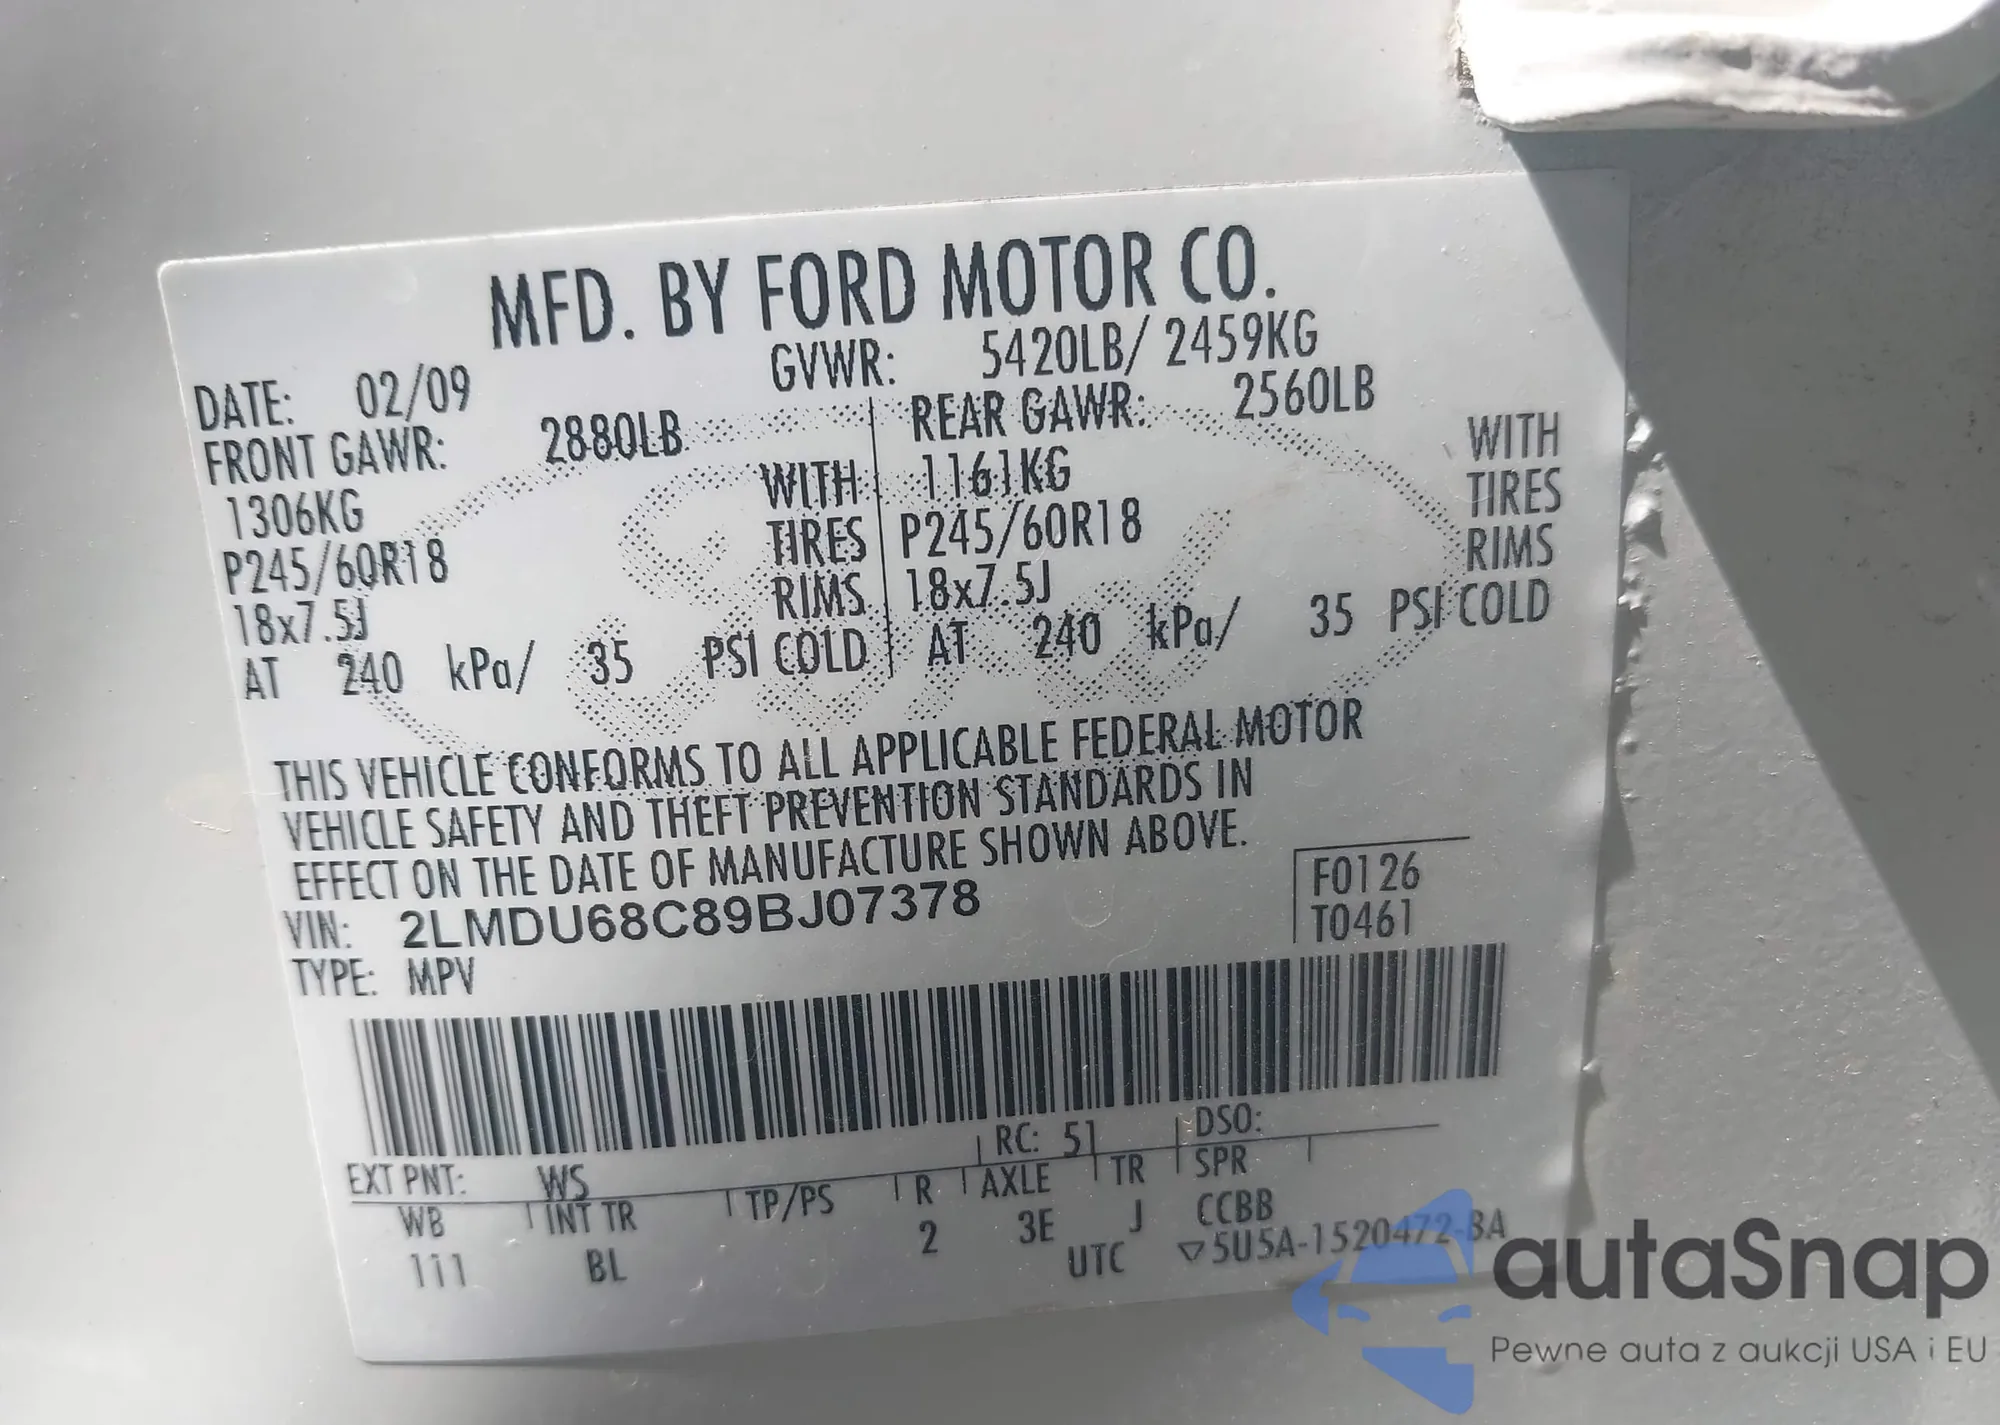 MFD. BY FORD MOTOR CO.
DATE: 02/09 GVWR: 5420LB/ 2459KG
FRONT GAWR: 2880LB REAR GAWR: 2560LB
1306KG WITH 1161KG WITH
P245/60R18 TIRES P245/60R18 TIRES
18x7.5J RIMS 18x7.5J RIMS
AT 240 kPa/ 35 PSI COLD AT 240 kPa/ 35 PSI COLD
THIS VEHICLE CONFORMS TO ALL APPLICABLE FEDERAL MOTOR
VEHICLE SAFETY AND THEFT PREVENTION STANDARDS IN
EFFECT ON THE DATE OF MANUFACTURE SHOWN ABOVE.
VIN: 2LMDU68C89BJ07378
TYPE: MPV
F0126
T0461
EXT PNT: WS RC: 51 DSO:
WB INT TR TP/PS R AXLE TR SPR
111 BL 2 3E J CCBB
UTC ▽5U5A-1520472-BA
autaSnap
Pewne auta z aukcji USA i EU